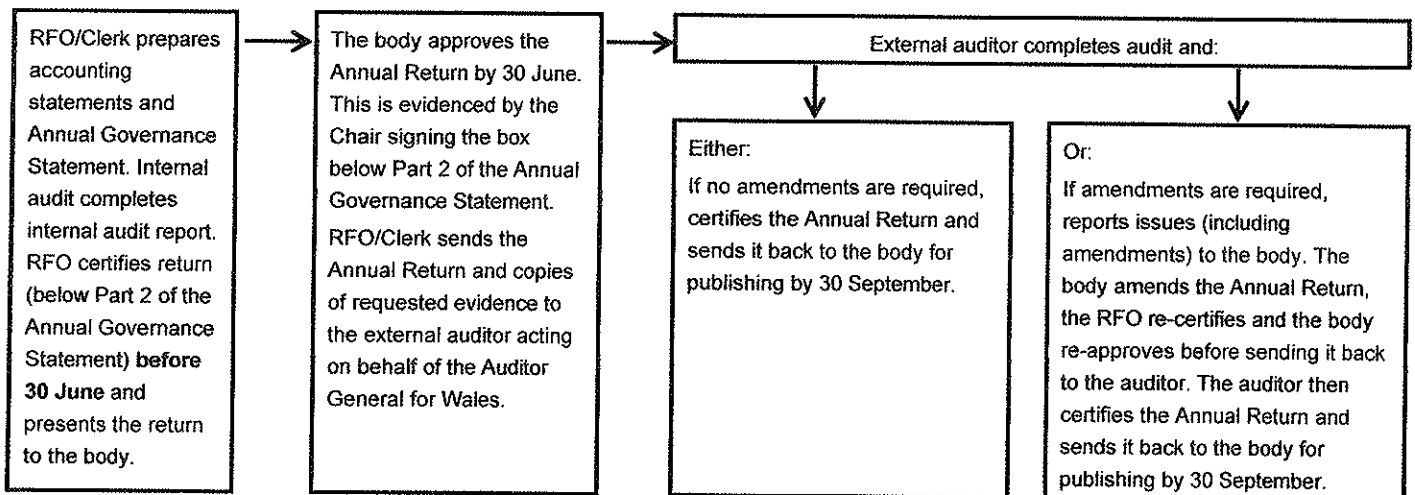 RFO/Clerk prepares
accounting
statements and
Annual Governance
Statement. Internal
audit completes
internal audit report.
RFO certifies return
(below Part 2 of the
Annual Governance
Statement) before
30 June and
presents the return
to the body.
The body approves the
Annual Return by 30 June.
This is evidenced by the
Chair signing the box
below Part 2 of the Annual
Governance Statement.
RFO/Clerk sends the
Annual Return and copies
of requested evidence to
the external auditor acting
on behalf of the Auditor
General for Wales.
External auditor completes audit and:
Either:
If no amendments are required,
certifies the Annual Return and
sends it back to the body for
publishing by 30 September.
Or:
If amendments are required,
reports issues (including
amendments) to the body. The
body amends the Annual Return,
the RFO re-certifies and the body
re-approves before sending it back
to the auditor. The auditor then
certifies the Annual Return and
sends it back to the body for
publishing by 30 September.